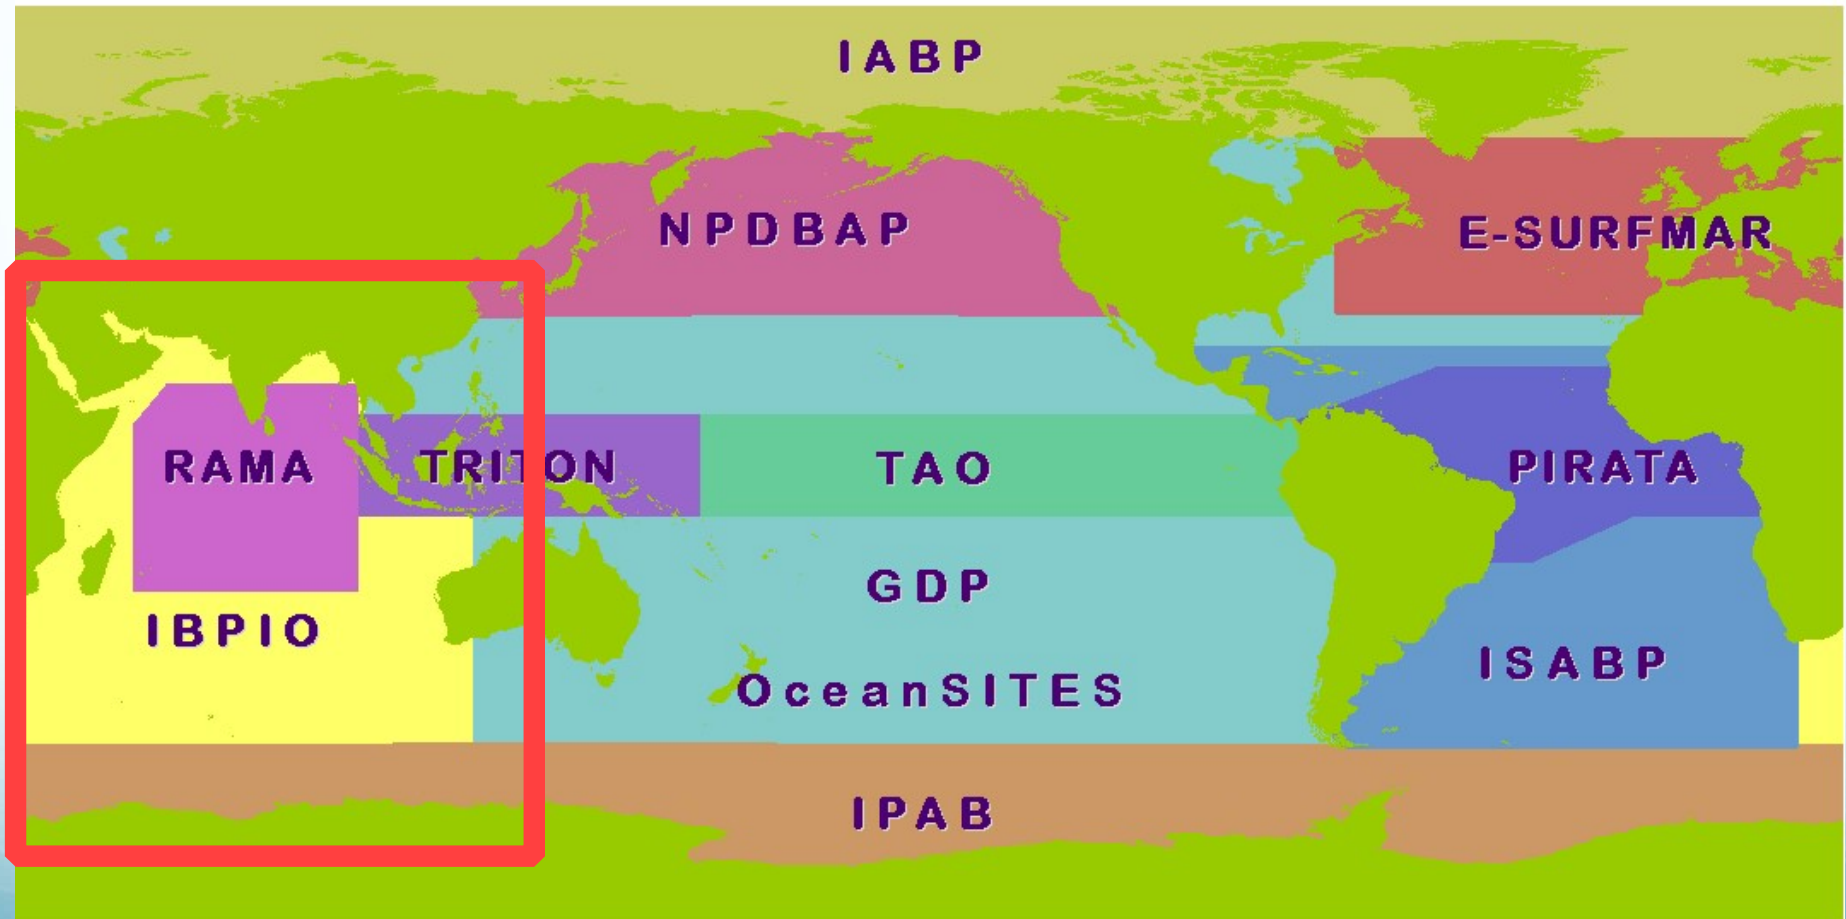 IABP
NPDBAP
E-SURFMAR
RAMA
TRITON
TAO
PIRATA
GDP
IBPIO
ISABP
OceanSITES
IPAB